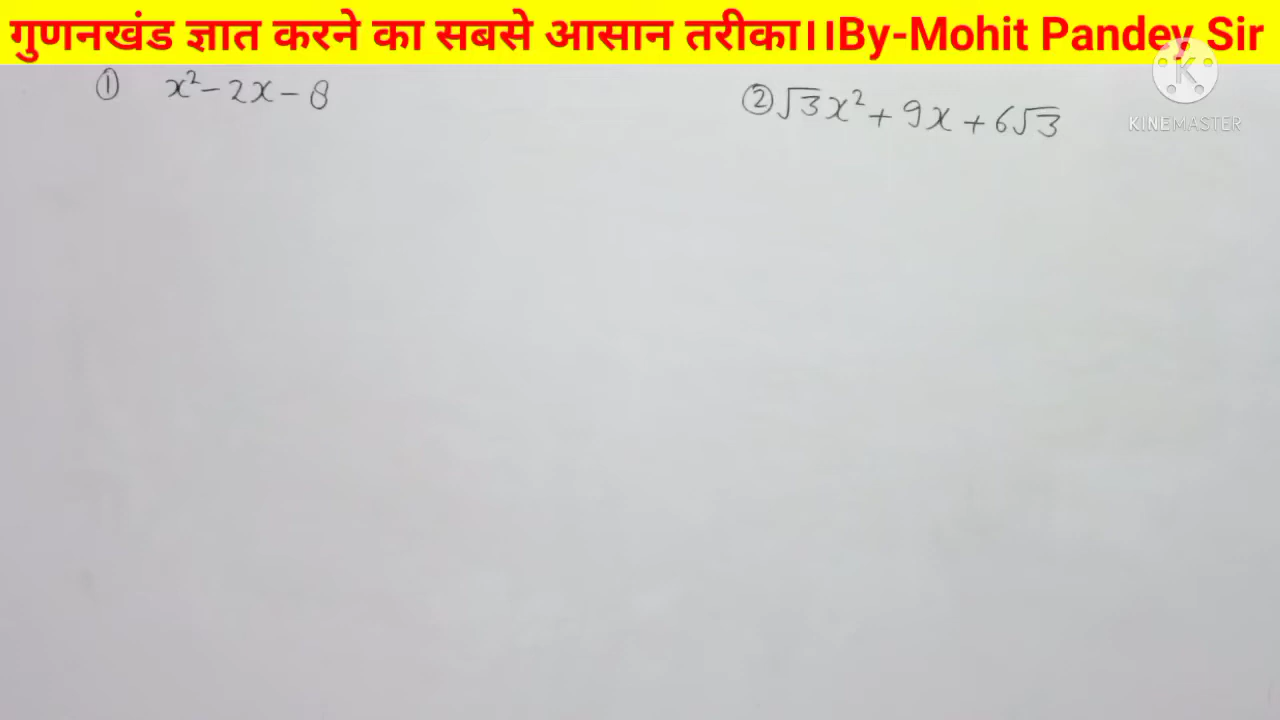 गुणनखंड ज्ञात करने का सबसे आसान तरीका।।By-Mohit Pandey Sir
① x² - 2x - 8
② √3x² + 9x + 6√3
K
KINEMASTER